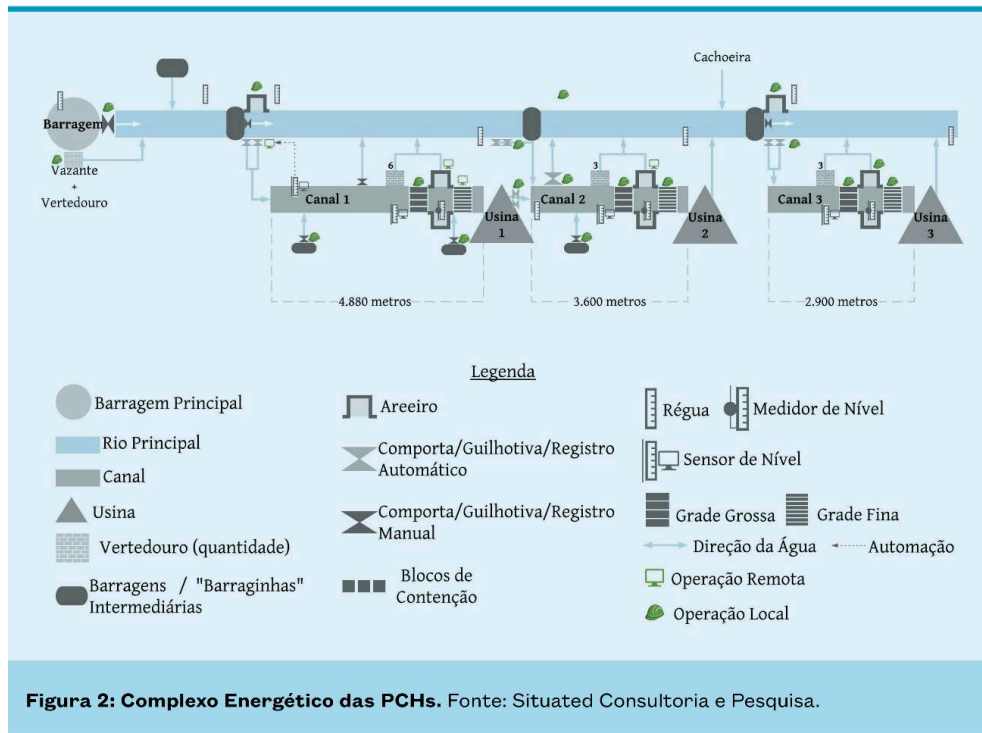 Cachoeira
Barragem
Vazante
+
Vertedouro
6
3
3
Canal 1
Usina
1
Canal 2
Usina
2
Canal 3
Usina
3
4.880 metros
3.600 metros
2.900 metros
Legenda
Barragem Principal
Rio Principal
Canal
Usina
Vertedouro (quantidade)
Barragens / "Barraginhas"
Intermediárias
Areeiro
Comporta/Guilhotiva/Registro
Automático
Comporta/Guilhotiva/Registro
Manual
Blocos de
Contenção
Régua
Medidor de Nível
Sensor de Nível
Grade Grossa
Grade Fina
Direção da Água
Automação
Operação Remota
Operação Local
Figura 2: Complexo Energético das PCHs. Fonte: Situated Consultoria e Pesquisa.